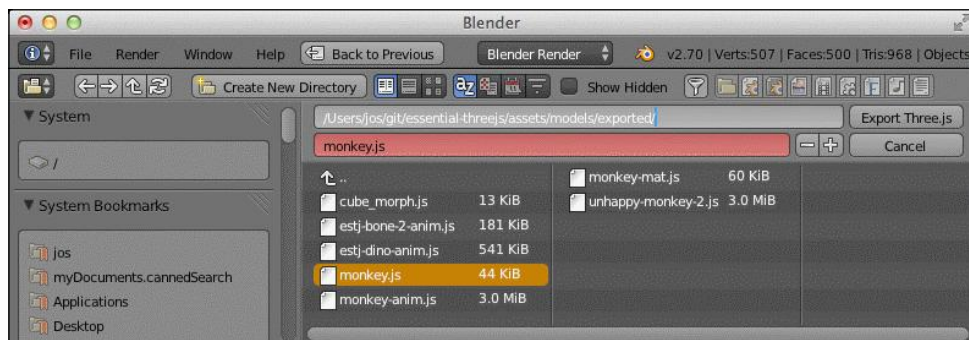 Blender
File Render Window Help Back to Previous Blender Render v2.70 | Verts:507 | Faces:500 | Tris:968 | Objects
Create New Directory Show Hidden
System
/Users/jos/git/essential-threejs/assets/models/exported/ Export Three.js
monkey.js Cancel
/
..
cube_morph.js 13 KiB
estj-bone-2-anim.js 181 KiB
estj-dino-anim.js 541 KiB
monkey.js 44 KiB
monkey-anim.js 3.0 MiB
monkey-mat.js 60 KiB
unhappy-monkey-2.js 3.0 MiB
System Bookmarks
jos
myDocuments.cannedSearch
Applications
Desktop